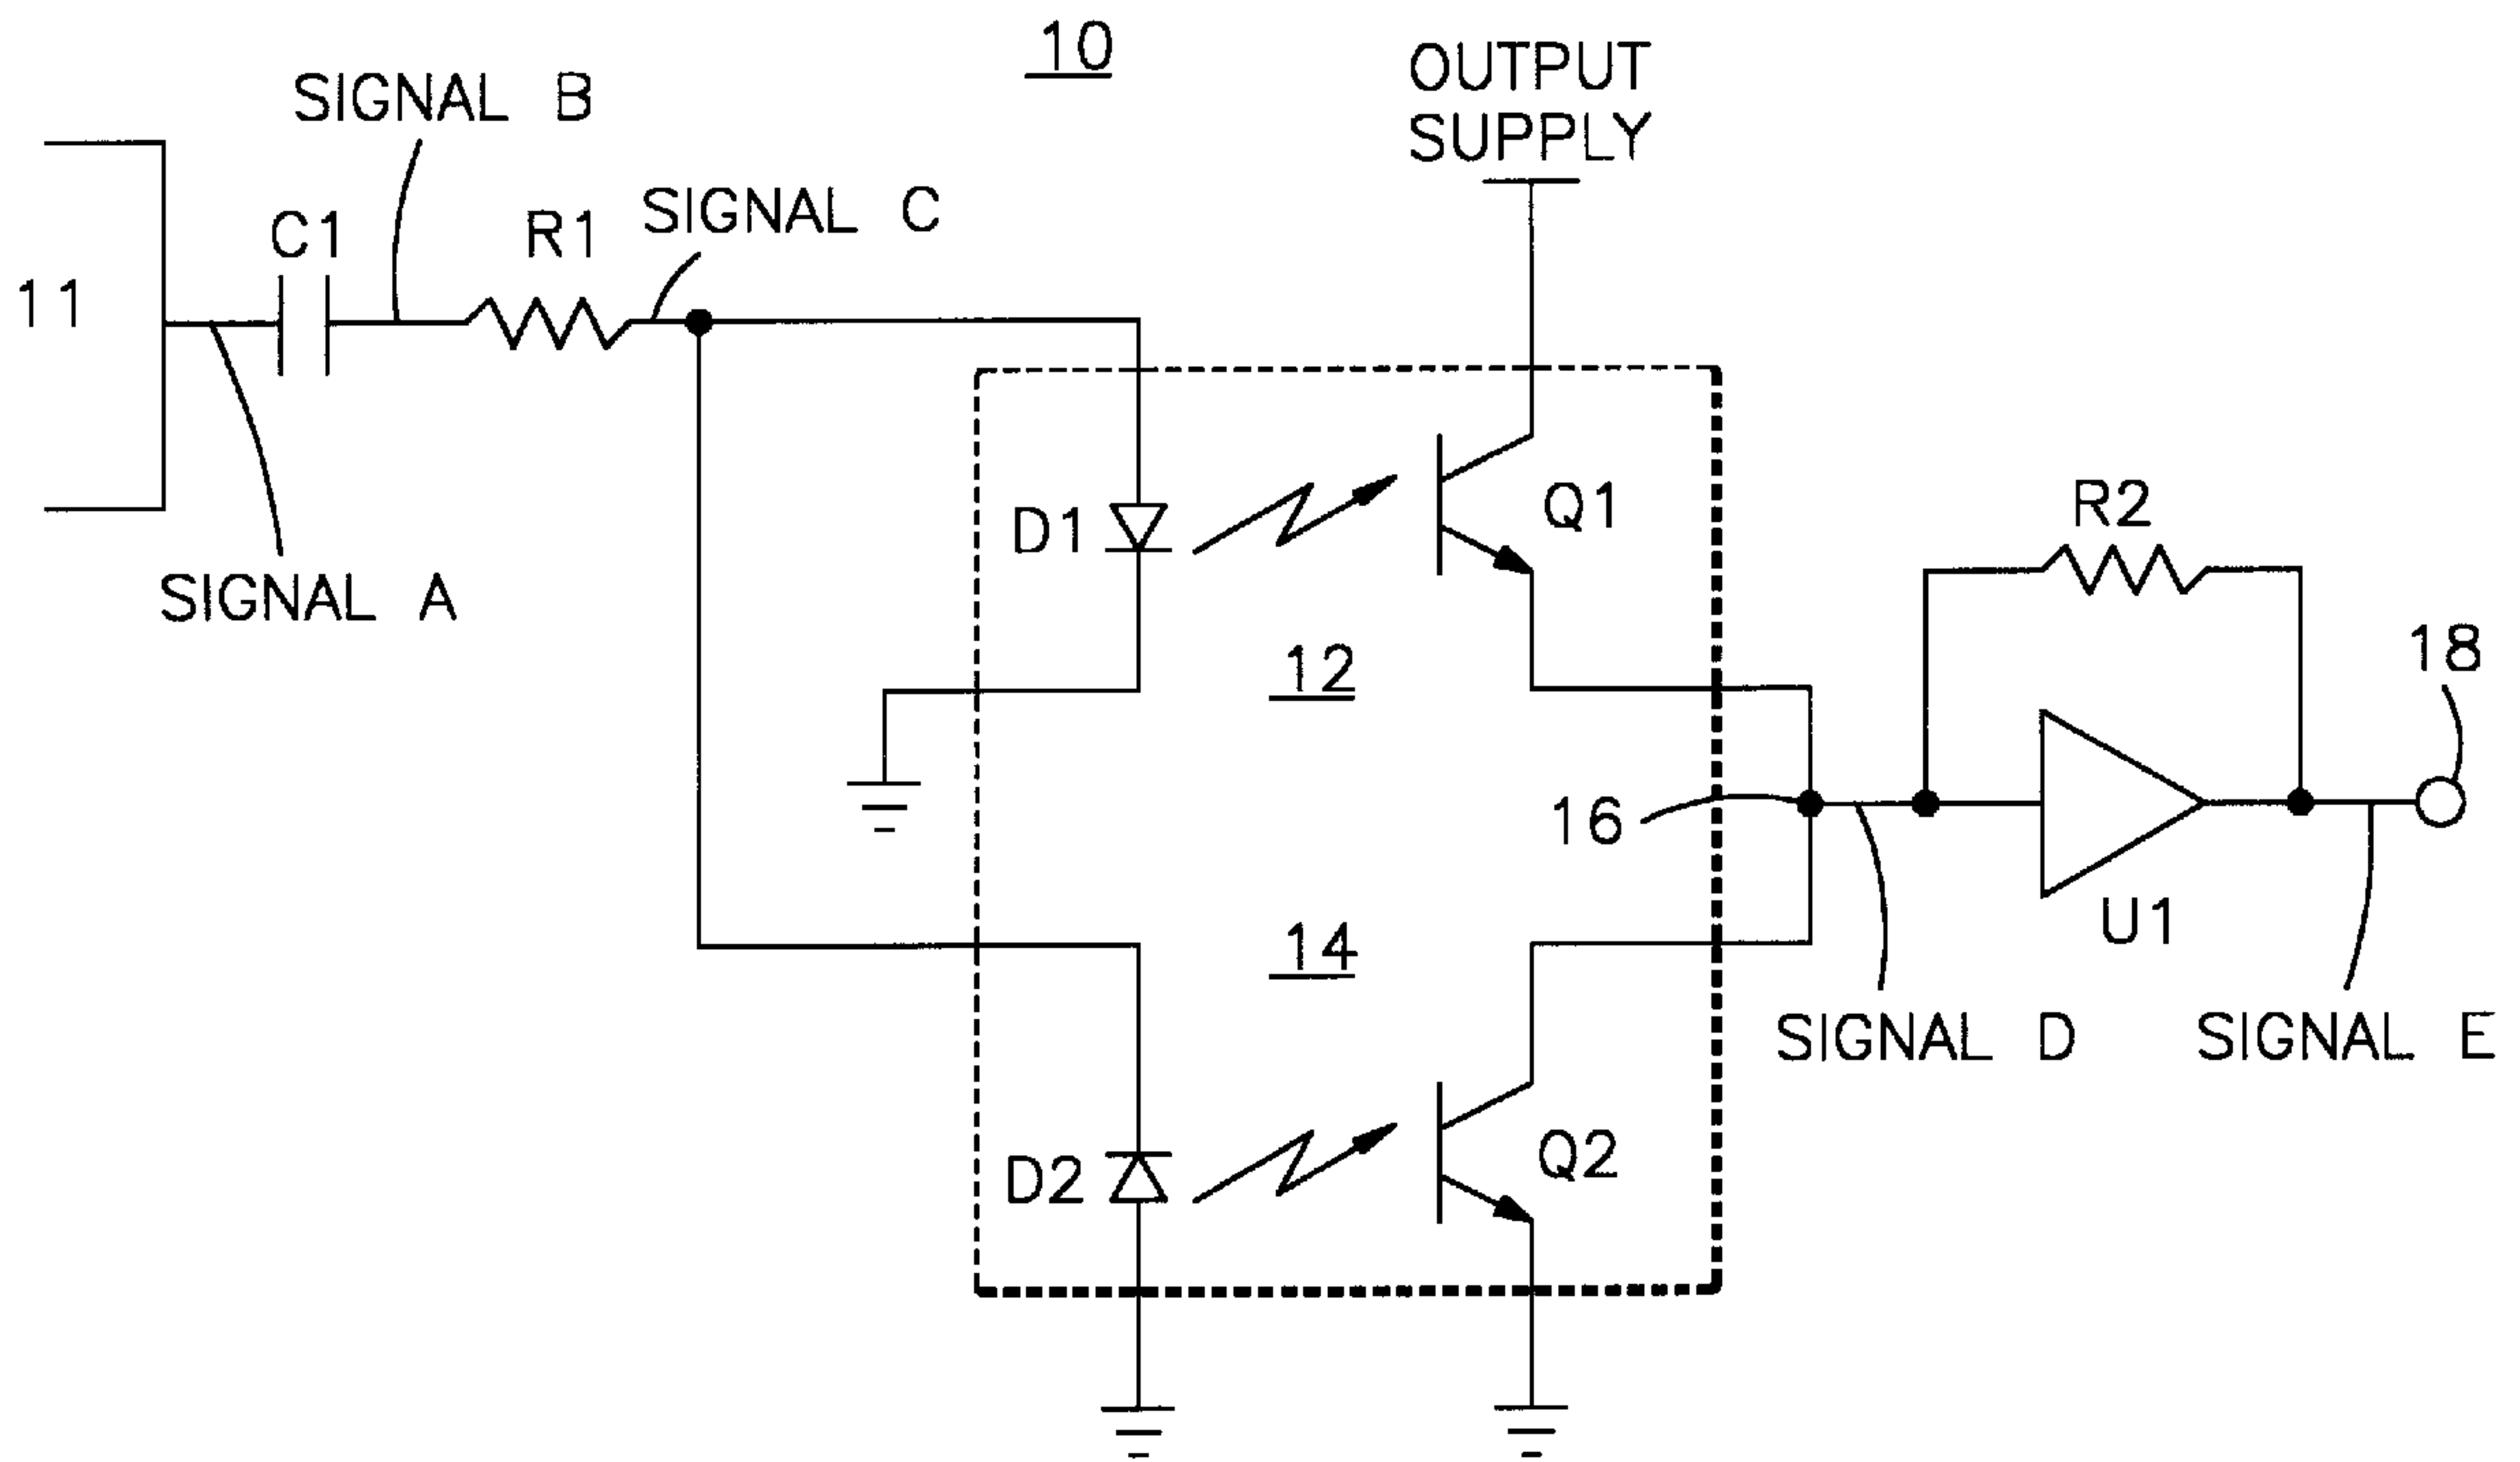 10
OUTPUT
SUPPLY
SIGNAL B
SIGNAL C
C1
R1
11
SIGNAL A
D1
Q1
R2
12
18
16
14
U1
SIGNAL D
SIGNAL E
D2
Q2